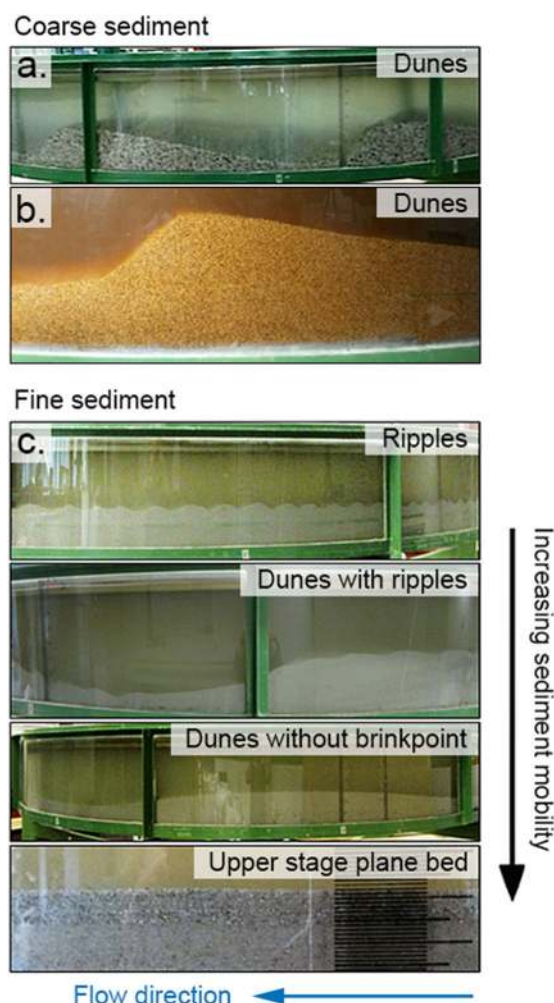 Coarse sediment
a.
Dunes
b.
Dunes
Fine sediment
c.
Ripples
Dunes with ripples
Dunes without brinkpoint
Upper stage plane bed
Increasing sediment mobility
Flow direction